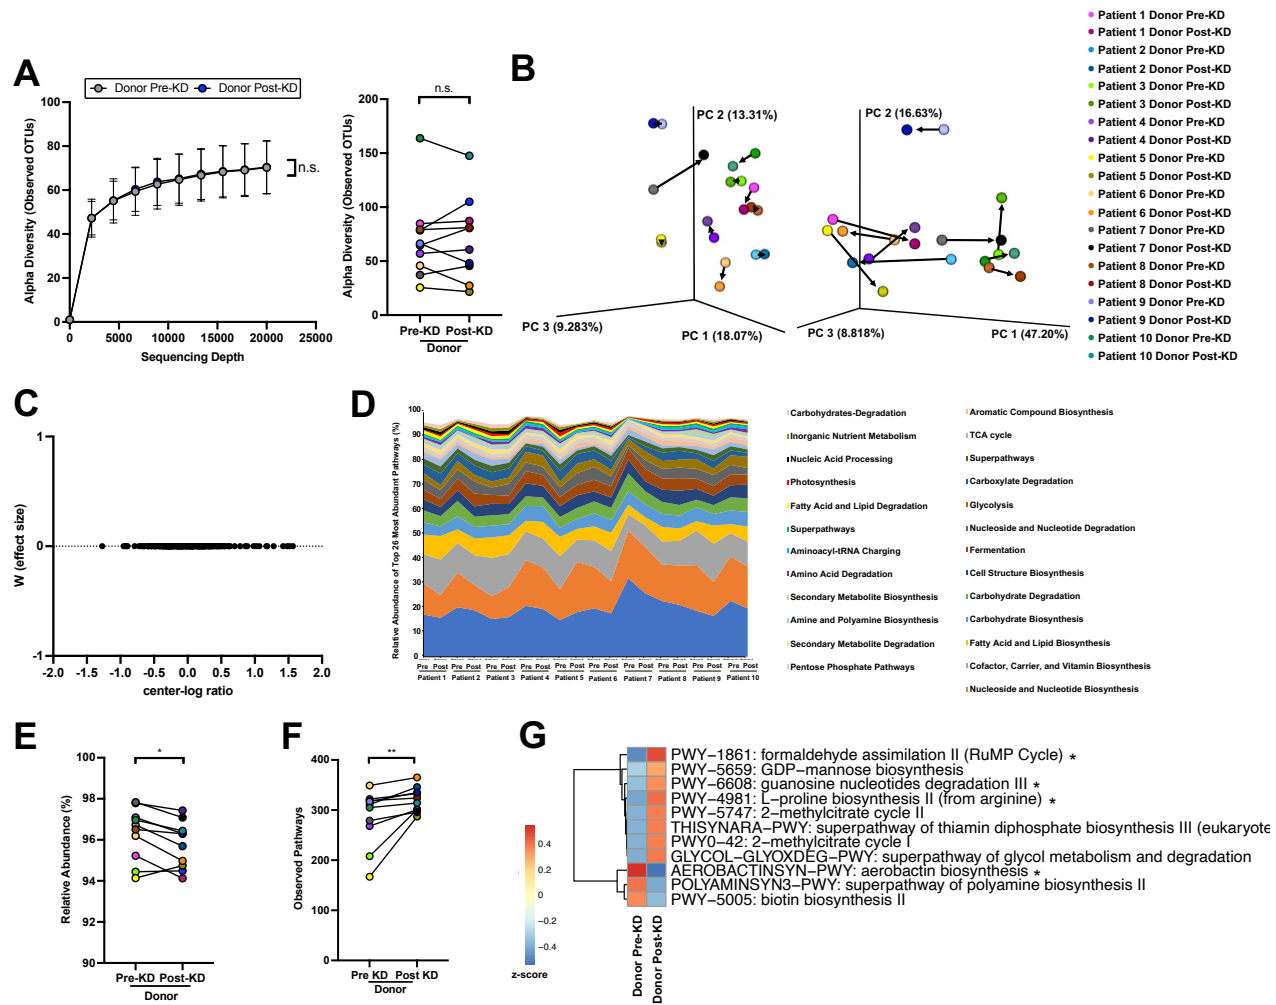 A
Donor Pre-KD
Donor Post-KD
Alpha Diversity (Observed OTUs)
100
80
60
40
20
0
n.s.
0
5000
10000
15000
20000
25000
Sequencing Depth
Alpha Diversity (Observed OTUs)
200
150
100
50
0
n.s.
Pre-KD Post-KD
Donor
B
PC 2 (13.31%)
PC 3 (9.283%)
PC 1 (18.07%)
PC 2 (16.63%)
PC 3 (8.818%)
PC 1 (47.20%)
Patient 1 Donor Pre-KD
Patient 1 Donor Post-KD
Patient 2 Donor Pre-KD
Patient 2 Donor Post-KD
Patient 3 Donor Pre-KD
Patient 3 Donor Post-KD
Patient 4 Donor Pre-KD
Patient 4 Donor Post-KD
Patient 5 Donor Pre-KD
Patient 5 Donor Post-KD
Patient 6 Donor Pre-KD
Patient 6 Donor Post-KD
Patient 7 Donor Pre-KD
Patient 7 Donor Post-KD
Patient 8 Donor Pre-KD
Patient 8 Donor Post-KD
Patient 9 Donor Pre-KD
Patient 9 Donor Post-KD
Patient 10 Donor Pre-KD
Patient 10 Donor Post-KD
C
W (effect size)
1
0
-1
-2.0
-1.5
-1.0
-0.5
0.0
0.5
1.0
1.5
2.0
center-log ratio
D
Relative Abundance of Top 26 Most Abundant Pathways (%)
100
90
80
70
60
50
40
30
20
10
0
Pre Post Pre Post Pre Post Pre Post Pre Post Pre Post Pre Post Pre Post Pre Post Pre Post
Patient 1 Patient 2 Patient 3 Patient 4 Patient 5 Patient 6 Patient 7 Patient 8 Patient 9 Patient 10
Carbohydrates-Degradation
Inorganic Nutrient Metabolism
Nucleic Acid Processing
Photosynthesis
Fatty Acid and Lipid Degradation
Superpathways
Aminoacyl-tRNA Charging
Amino Acid Degradation
Secondary Metabolite Biosynthesis
Amine and Polyamine Biosynthesis
Secondary Metabolite Degradation
Pentose Phosphate Pathways
Aromatic Compound Biosynthesis
TCA cycle
Superpathways
Carboxylate Degradation
Glycolysis
Nucleoside and Nucleotide Degradation
Fermentation
Cell Structure Biosynthesis
Carbohydrate Degradation
Carbohydrate Biosynthesis
Fatty Acid and Lipid Biosynthesis
Cofactor, Carrier, and Vitamin Biosynthesis
Nucleoside and Nucleotide Biosynthesis
E
Relative Abundance (%)
100
98
96
94
92
90
*
Pre-KD Post-KD
Donor
F
Observed Pathways
400
300
200
100
0
**
Pre KD Post KD
Donor
G
0.4
0.2
0
−0.2
−0.4
z-score
PWY−1861: formaldehyde assimilation II (RuMP Cycle) *
PWY−5659: GDP−mannose biosynthesis
PWY−6608: guanosine nucleotides degradation III *
PWY−4981: L−proline biosynthesis II (from arginine) *
PWY−5747: 2−methylcitrate cycle II
THISYNARA−PWY: superpathway of thiamin diphosphate biosynthesis III (eukaryote
PWY0−42: 2−methylcitrate cycle I
GLYCOL−GLYOXDEG−PWY: superpathway of glycol metabolism and degradation
AEROBACTINSYN−PWY: aerobactin biosynthesis *
POLYAMINSYN3−PWY: superpathway of polyamine biosynthesis II
PWY−5005: biotin biosynthesis II
Donor Pre-KD
Donor Post-KD